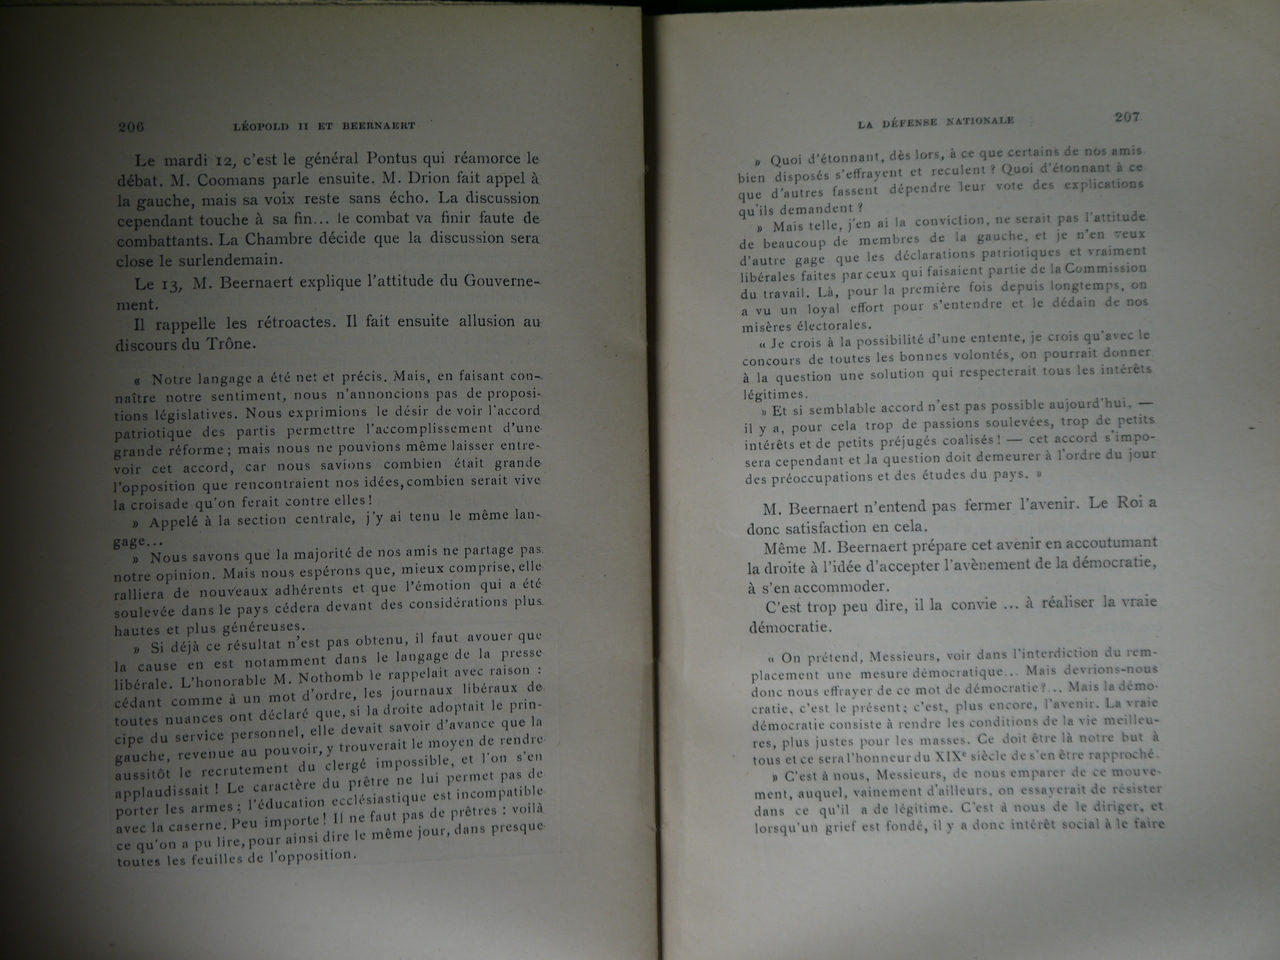 206
LÉOPOLD II ET BEERNAERT
Le mardi 12, c'est le général Pontus qui réamorce le
débat. M. Coomans parle ensuite. M. Drion fait appel à
la gauche, mais sa voix reste sans écho. La discussion
cependant touche à sa fin... le combat va finir faute de
combattants. La Chambre décide que la discussion sera
close le surlendemain.
Le 13, M. Beernaert explique l'attitude du Gouverne-
ment.
Il rappelle les rétroactes. Il fait ensuite allusion au
discours du Trône.
« Notre langage a été net et précis. Mais, en faisant con-
naître notre sentiment, nous n'annoncions pas de proposi-
tions législatives. Nous exprimions le désir de voir l'accord
patriotique des partis permettre l'accomplissement d'une
grande réforme; mais nous ne pouvions même laisser entre-
voir cet accord, car nous savions combien était grande
l'opposition que rencontraient nos idées, combien serait vive
la croisade qu'on ferait contre elles!
» Appelé à la section centrale, j'y ai tenu le même lan-
gage...
» Nous savons que la majorité de nos amis ne partage pas
notre opinion. Mais nous espérons que, mieux comprise, elle
ralliera de nouveaux adhérents et que l'émotion qui a été
soulevée dans le pays cédera devant des considérations plus
hautes et plus généreuses.
» Si déjà ce résultat n'est pas obtenu, il faut avouer que
la cause en est notamment dans le langage de la presse
libérale. L'honorable M. Nothomb le rappelait avec raison :
cédant comme à un mot d'ordre, les journaux libéraux de
toutes nuances ont déclaré que, si la droite adoptait le prin-
cipe du service personnel, elle devait savoir d'avance que la
gauche, revenue au pouvoir, y trouverait le moyen de rendre
aussitôt le recrutement du clergé impossible, et l'on s'en
applaudissait ! Le caractère du prêtre ne lui permet pas de
porter les armes; l'éducation ecclésiastique est incompatible
avec la caserne. Peu importe! Il ne faut pas de prêtres : voilà
ce qu'on a pu lire, pour ainsi dire le même jour, dans presque
toutes les feuilles de l'opposition.
LA DÉFENSE NATIONALE
207
» Quoi d'étonnant, dès lors, à ce que certains de nos amis
bien disposés s'effrayent et reculent ? Quoi d'étonnant à ce
que d'autres fassent dépendre leur vote des explications
qu'ils demandent ?
» Mais telle, j'en ai la conviction, ne serait pas l'attitude
de beaucoup de membres de la gauche, et je n'en veux
d'autre gage que les déclarations patriotiques et vraiment
libérales faites par ceux qui faisaient partie de la Commission
du travail. Là, pour la première fois depuis longtemps, on
a vu un loyal effort pour s'entendre et le dédain de nos
misères électorales.
« Je crois à la possibilité d'une entente, je crois qu'avec le
concours de toutes les bonnes volontés, on pourrait donner
à la question une solution qui respecterait tous les intérêts
légitimes.
» Et si semblable accord n'est pas possible aujourd'hui, —
il y a, pour cela trop de passions soulevées, trop de petits
intérêts et de petits préjugés coalisés! — cet accord s'impo-
sera cependant et la question doit demeurer à l'ordre du jour
des préoccupations et des études du pays. »
M. Beernaert n'entend pas fermer l'avenir. Le Roi a
donc satisfaction en cela.
Même M. Beernaert prépare cet avenir en accoutumant
la droite à l'idée d'accepter l'avènement de la démocratie,
à s'en accommoder.
C'est trop peu dire, il la convie ... à réaliser la vraie
démocratie.
« On prétend, Messieurs, voir dans l'interdiction du rem-
placement une mesure démocratique... Mais devrions-nous
donc nous effrayer de ce mot de démocratie?... Mais la démo-
cratie, c'est le présent; c'est, plus encore, l'avenir. La vraie
démocratie consiste à rendre les conditions de la vie meilleu-
res, plus justes pour les masses. Ce doit être là notre but à
tous et ce sera l'honneur du XIXe siècle de s'en être rapproché.
» C'est à nous, Messieurs, de nous emparer de ce mouve-
ment, auquel, vainement d'ailleurs, on essayerait de résister
dans ce qu'il a de légitime. C'est à nous de le diriger, et
lorsqu'un grief est fondé, il y a donc intérêt social à le faire